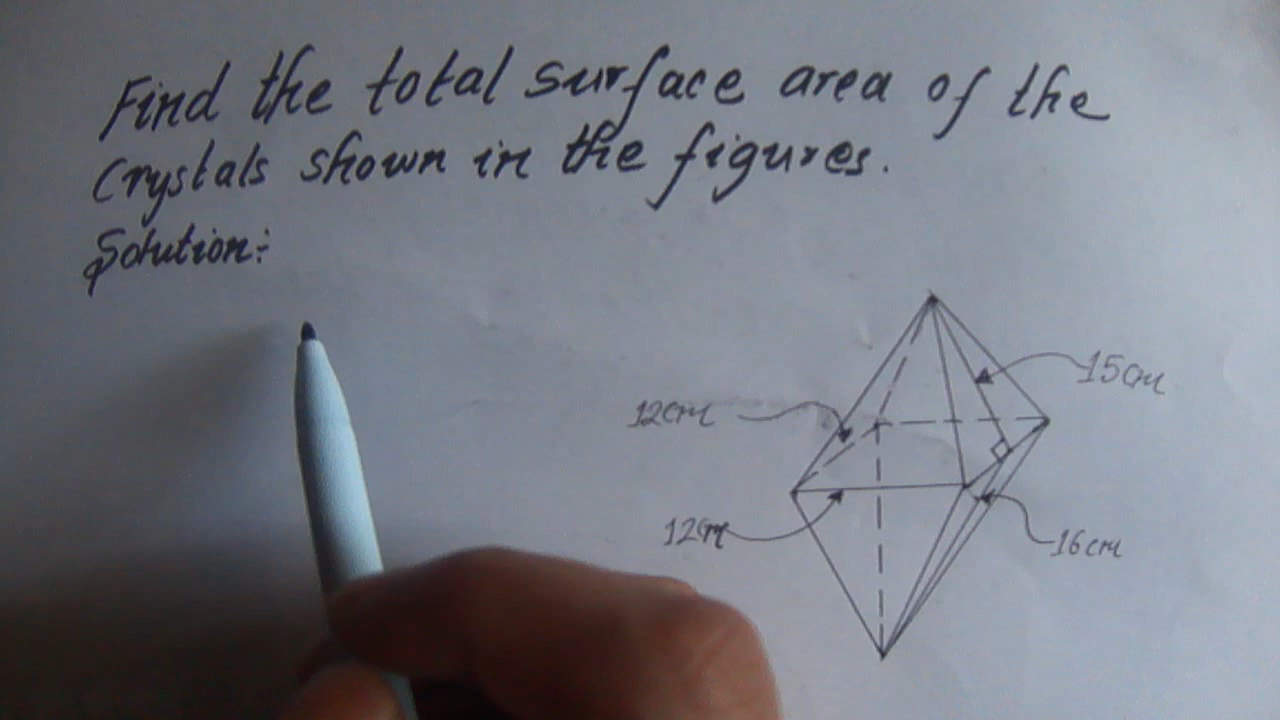 Find the total surface area of the
Crystals shown in the figures.
Solution:
15cm
12cm
12cm
16cm